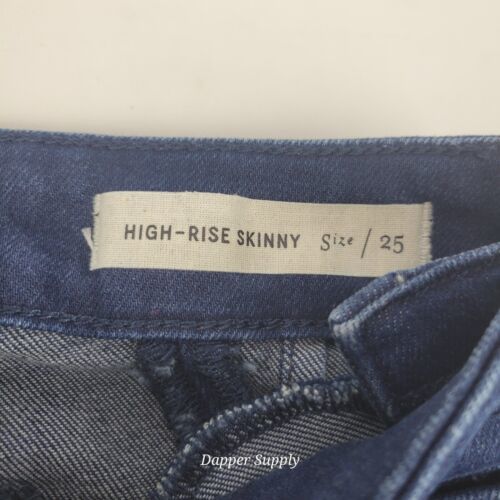 HIGH-RISE SKINNY Size / 25
Dapper Supply